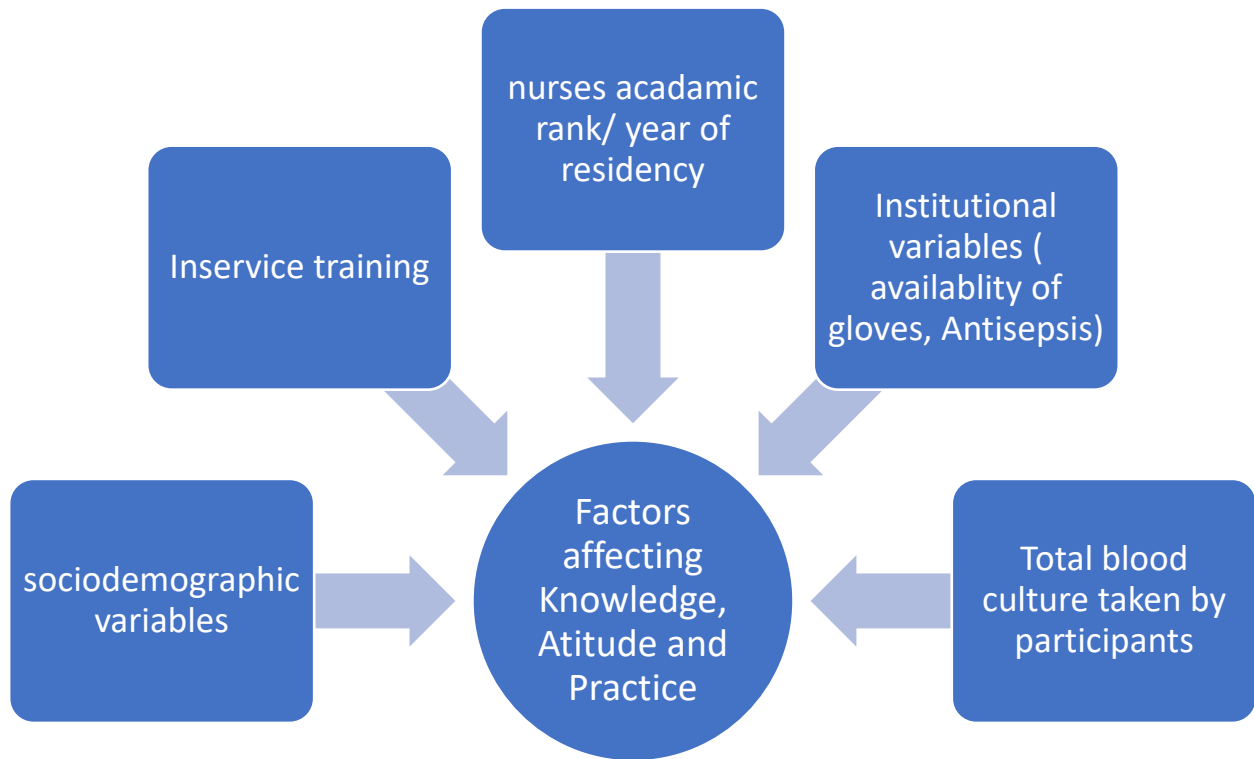 nurses acadamic
rank/ year of
residency
Inservice training
Institutional
variables (
availablity of
gloves, Antisepsis)
sociodemographic
variables
Factors
affecting
Knowledge,
Atitude and
Practice
Total blood
culture taken by
participants